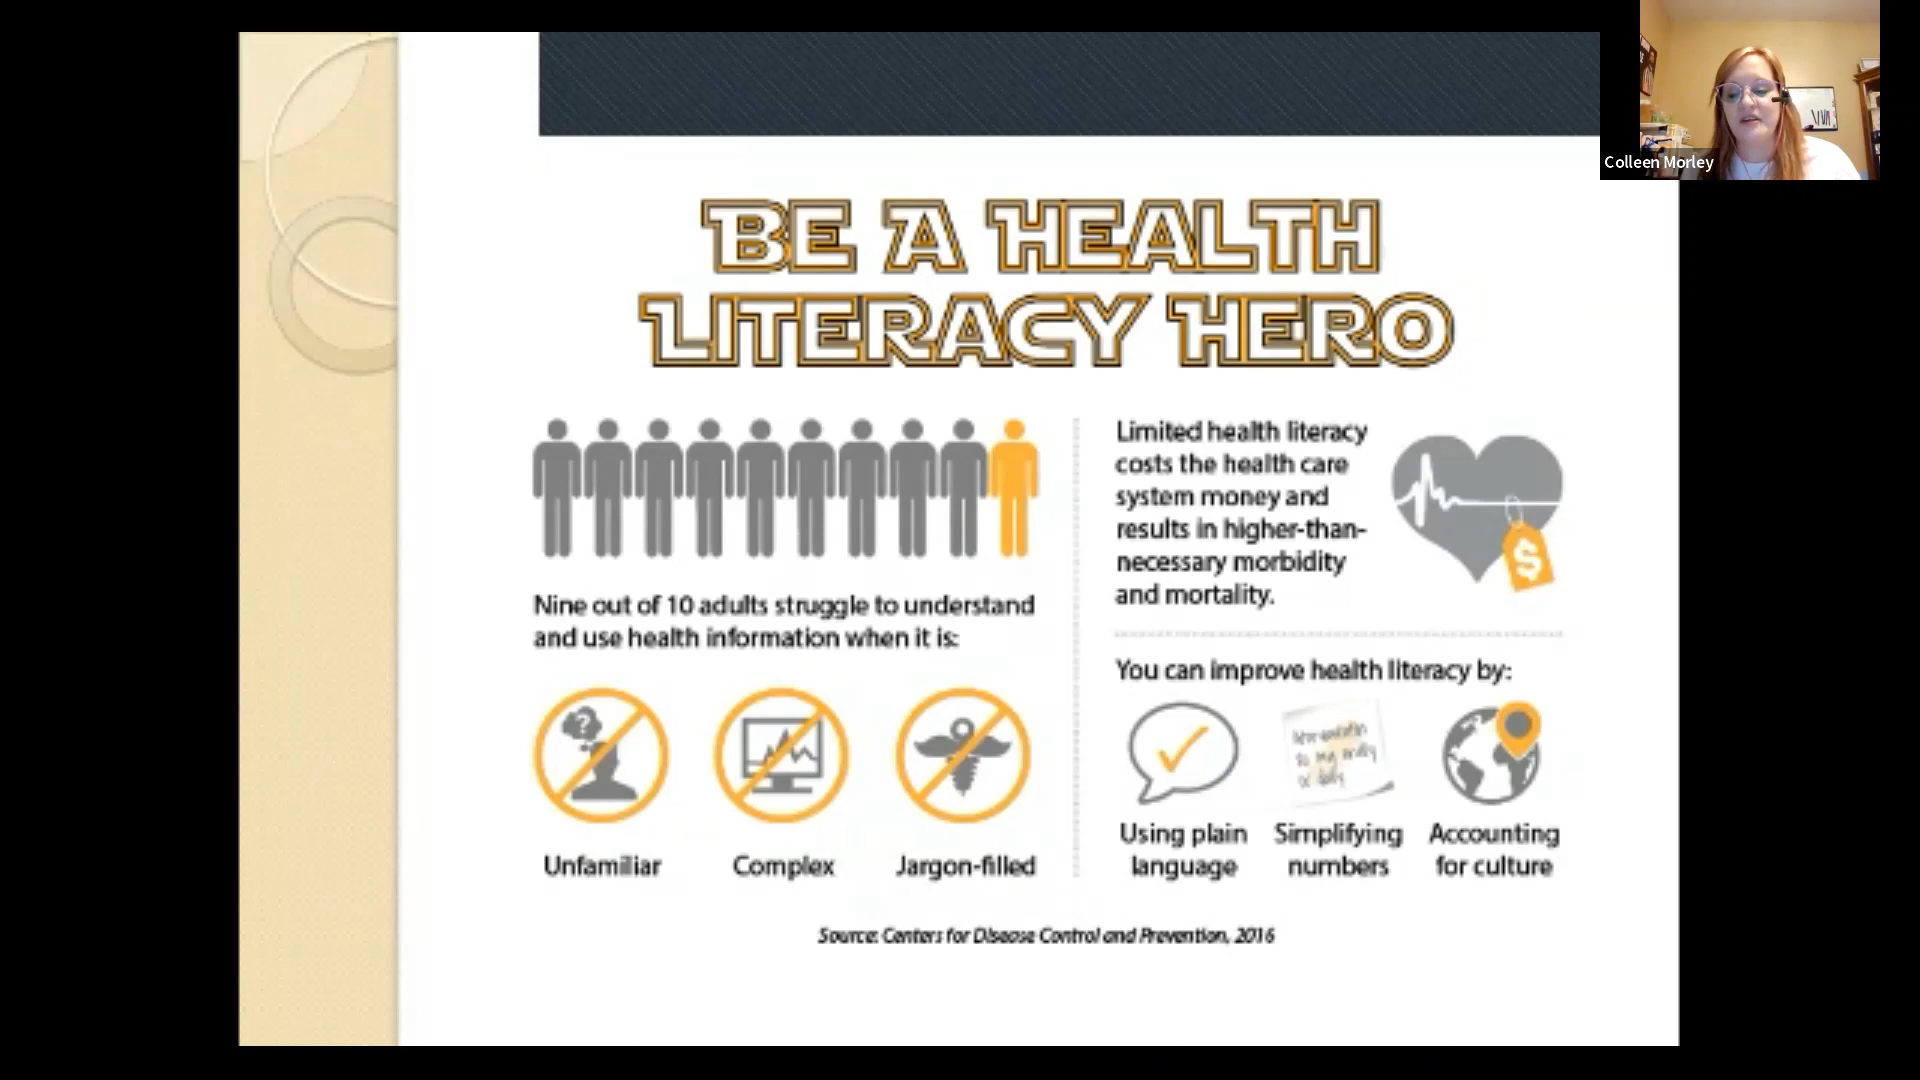 Colleen Morley
BE A HEALTH
LITERACY HERO
Nine out of 10 adults struggle to understand
and use health information when it is:
Unfamiliar
Complex
Jargon-filled
Limited health literacy
costs the health care
system money and
results in higher-than-
necessary morbidity
and mortality.
$
You can improve health literacy by:
Using plain
language
Simplifying
numbers
Accounting
for culture
Source: Centers for Disease Control and Prevention, 2016